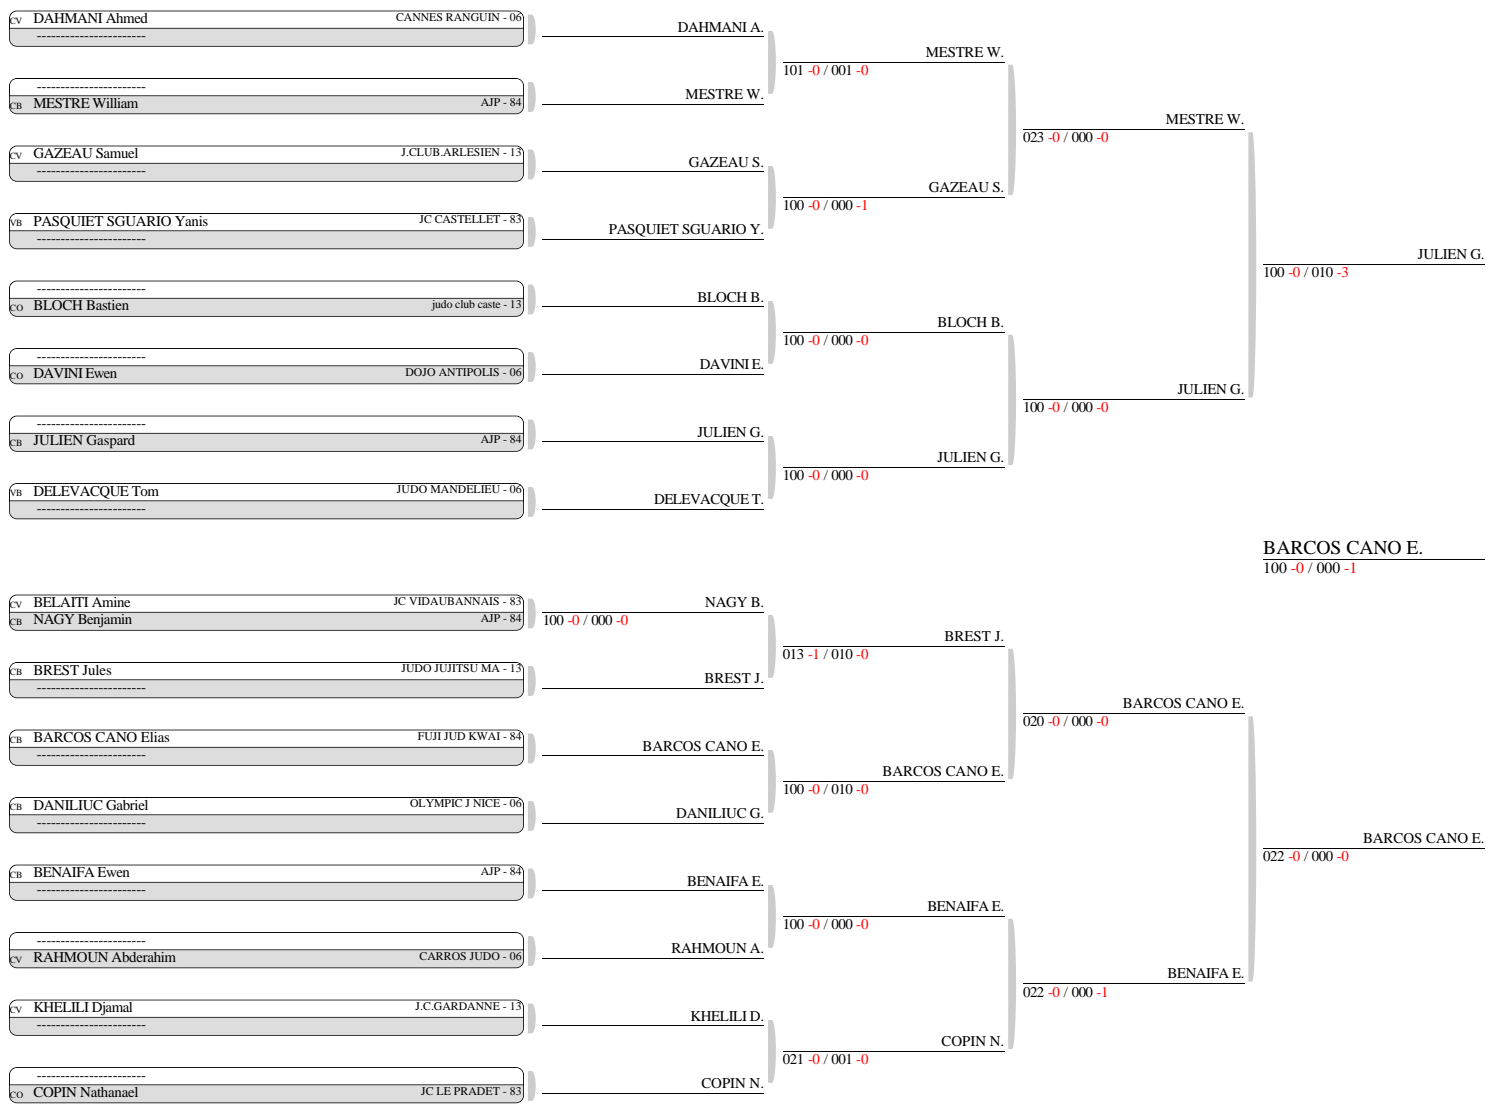 CV DAHMANI Ahmed CANNES RANGUIN - 06
-----------------------
-----------------------
CB MESTRE William AJP - 84
CV GAZEAU Samuel J.CLUB.ARLESIEN - 13
-----------------------
VB PASQUIET SGUARIO Yanis JC CASTELLET - 83
-----------------------
-----------------------
CO BLOCH Bastien judo club caste - 13
-----------------------
CO DAVINI Ewen DOJO ANTIPOLIS - 06
-----------------------
CB JULIEN Gaspard AJP - 84
VB DELEVACQUE Tom JUDO MANDELIEU - 06
-----------------------
CV BELAITI Amine JC VIDAUBANNAIS - 83
CB NAGY Benjamin AJP - 84
CB BREST Jules JUDO JUJITSU MA - 13
-----------------------
CB BARCOS CANO Elias FUJI JUD KWAI - 84
-----------------------
CB DANILIUC Gabriel OLYMPIC J NICE - 06
-----------------------
CB BENAIFA Ewen AJP - 84
-----------------------
-----------------------
CV RAHMOUN Abderahim CARROS JUDO - 06
CV KHELILI Djamal J.C.GARDANNE - 13
-----------------------
-----------------------
CO COPIN Nathanael JC LE PRADET - 83
DAHMANI A.
MESTRE W.
GAZEAU S.
PASQUIET SGUARIO Y.
BLOCH B.
DAVINI E.
JULIEN G.
DELEVACQUE T.
NAGY B.
100 -0 / 000 -0
BREST J.
BARCOS CANO E.
DANILIUC G.
BENAIFA E.
RAHMOUN A.
KHELILI D.
COPIN N.
MESTRE W.
101 -0 / 001 -0
GAZEAU S.
100 -0 / 000 -1
BLOCH B.
100 -0 / 000 -0
JULIEN G.
100 -0 / 000 -0
BREST J.
013 -1 / 010 -0
BARCOS CANO E.
100 -0 / 010 -0
BENAIFA E.
100 -0 / 000 -0
COPIN N.
021 -0 / 001 -0
MESTRE W.
023 -0 / 000 -0
JULIEN G.
100 -0 / 000 -0
BARCOS CANO E.
020 -0 / 000 -0
BENAIFA E.
022 -0 / 000 -1
JULIEN G.
100 -0 / 010 -3
BARCOS CANO E.
100 -0 / 000 -1
BARCOS CANO E.
022 -0 / 000 -0